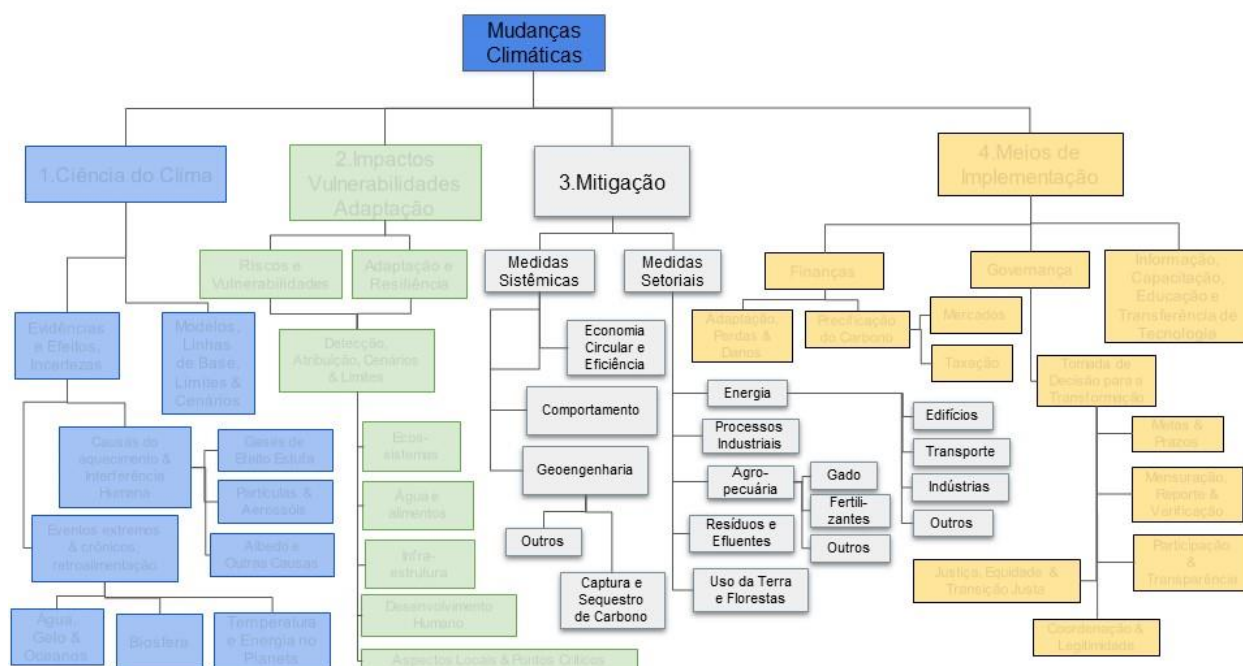 Mudanças
Climáticas
1.Ciência do Clima
2.Impactos
Vulnerabilidades
Adaptação
3.Mitigação
4.Meios de
Implementação
Riscos e
Vulnerabilidades
Adaptação e
Resiliência
Medidas
Sistêmicas
Medidas
Setoriais
Finanças
Governança
Informação,
Capacitação,
Educação e
Transferência de
Tecnologia
Evidências
e Efeitos,
Incertezas
Modelos,
Linhas
de Base,
Limites &
Cenários
Detecção,
Atribuição, Cenários
& Limites
Economia
Circular e
Eficiência
Adaptação,
Perdas &
Danos
Precificação
do Carbono
Mercados
Taxação
Tomada de
Decisão para a
Transformação
Comportamento
Energia
Edifícios
Metas &
Prazos
Causas do
aquecimento &
Interferência
Humana
Gases de
Efeito Estufa
Ecos-
sistemas
Processos
Industriais
Transporte
Geoengenharia
Agro-
pecuária
Gado
Indústrias
Mensuração,
Reporte &
Verificação
Partículas &
Aerossóis
Água e
alimentos
Fertili-
zantes
Outros
Eventos extremos
& crônicos,
retroalimentação
Albedo e
Outras Causas
Infra-
estrutura
Outros
Resíduos e
Efluentes
Outros
Participação
& Transparência
Justiça, Equidade &
Transição Justa
Captura e
Sequestro
de Carbono
Uso da Terra
e Florestas
Desenvolvimento
Humano
Água,
Gelo &
Oceanos
Biosfera
Temperatura
e Energia no
Planeta
Coordenação &
Legitimidade
Aspectos Locais & Pontos Críticos